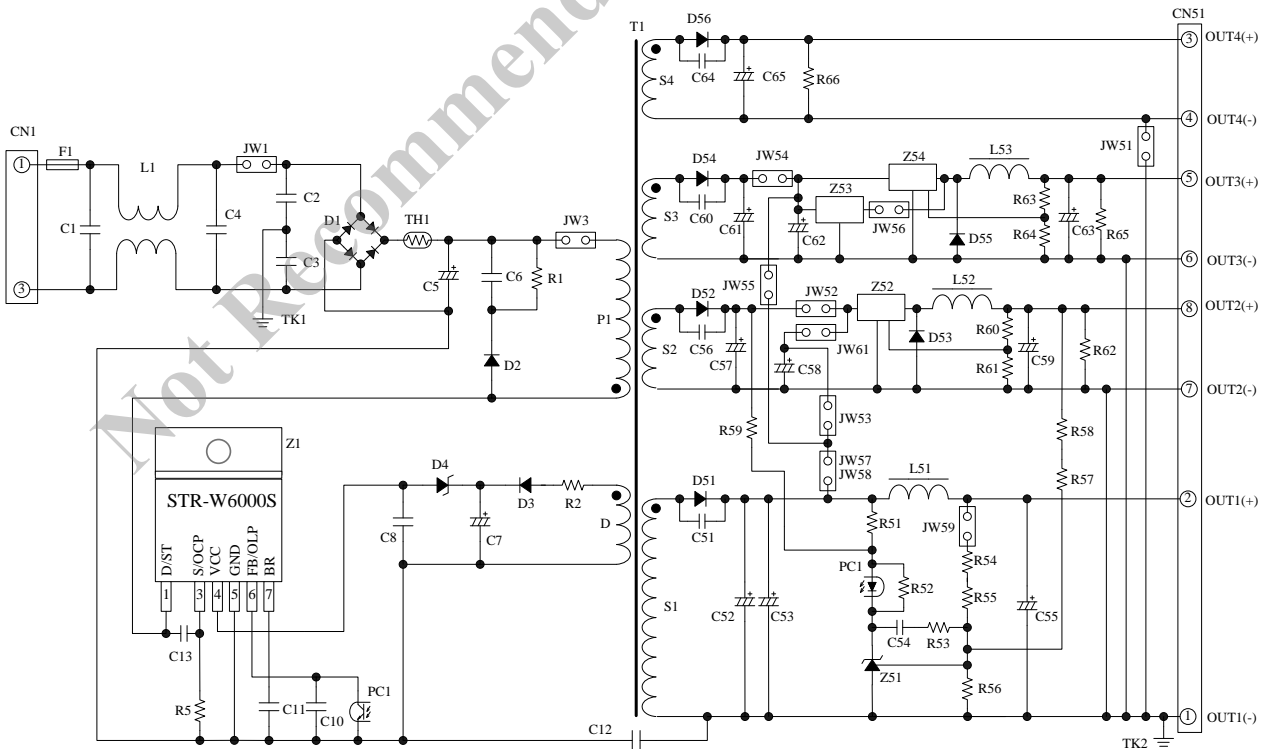 Not Recommend
T1
CN51
D56
3
OUT4(+)
C64
S4
C65
R66
4
OUT4(-)
CN1
F1
L1
JW1
JW51
1
D54
JW54
Z54
L53
5
OUT3(+)
C1
C4
C2
D1
TH1
JW3
C60
S3
Z53
R63
C61
C62
JW56
D55
R64
C63
R65
C3
C5
C6
R1
3
TK1
6
OUT3(-)
JW55
D52
JW52
Z52
L52
8
OUT2(+)
P1
S2
C56
C57
JW61
D53
R60
C59
R62
D2
C58
R61
7
OUT2(-)
JW53
R59
R58
Z1
JW57
JW58
R57
STR-W6000S
D4
D3
R2
D
D51
L51
2
OUT1(+)
C8
C7
C51
R51
JW59
D/ST
S/OCP
VCC
GND
FB/OLP
BR
PC1
R52
R54
R55
1
3
4
5
6
7
S1
C52
C53
C55
C54
R53
C13
Z51
R56
R5
C11
C10
PC1
C12
1
OUT1(-)
TK2